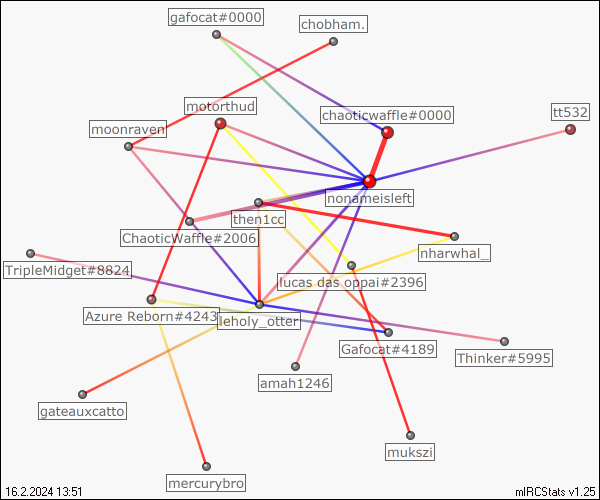 gafocat#0000
chobham.
motorthud
chaoticwaffle#0000
tt532
moonraven
nonameisleft
then1cc
ChaoticWaffle#2006
nharwhal_
TripleMidget#8824
lucas das oppai#2396
Azure Reborn#4243
leholy_otter
Gafocat#4189
Thinker#5995
amah1246
gateauxcatto
mukszi
mercurybro
16.2.2024 13:51
mIRCStats v1.25